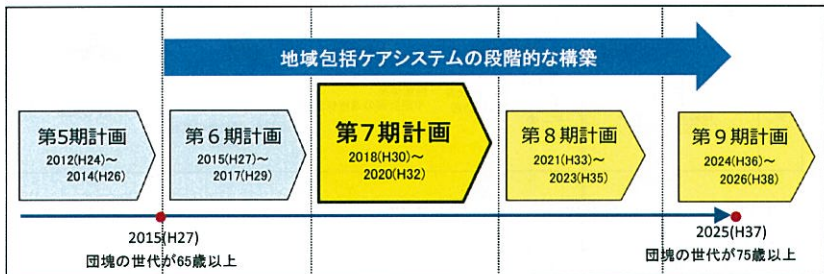 地域包括ケアシステムの段階的な構築
第5期計画
2012(H24)～
2014(H26)
第6期計画
2015(H27)～
2017(H29)
第7期計画
2018(H30)～
2020(H32)
第8期計画
2021(H33)～
2023(H35)
第9期計画
2024(H36)～
2026(H38)
2015(H27)
団塊の世代が65歳以上
2025(H37)
団塊の世代が75歳以上